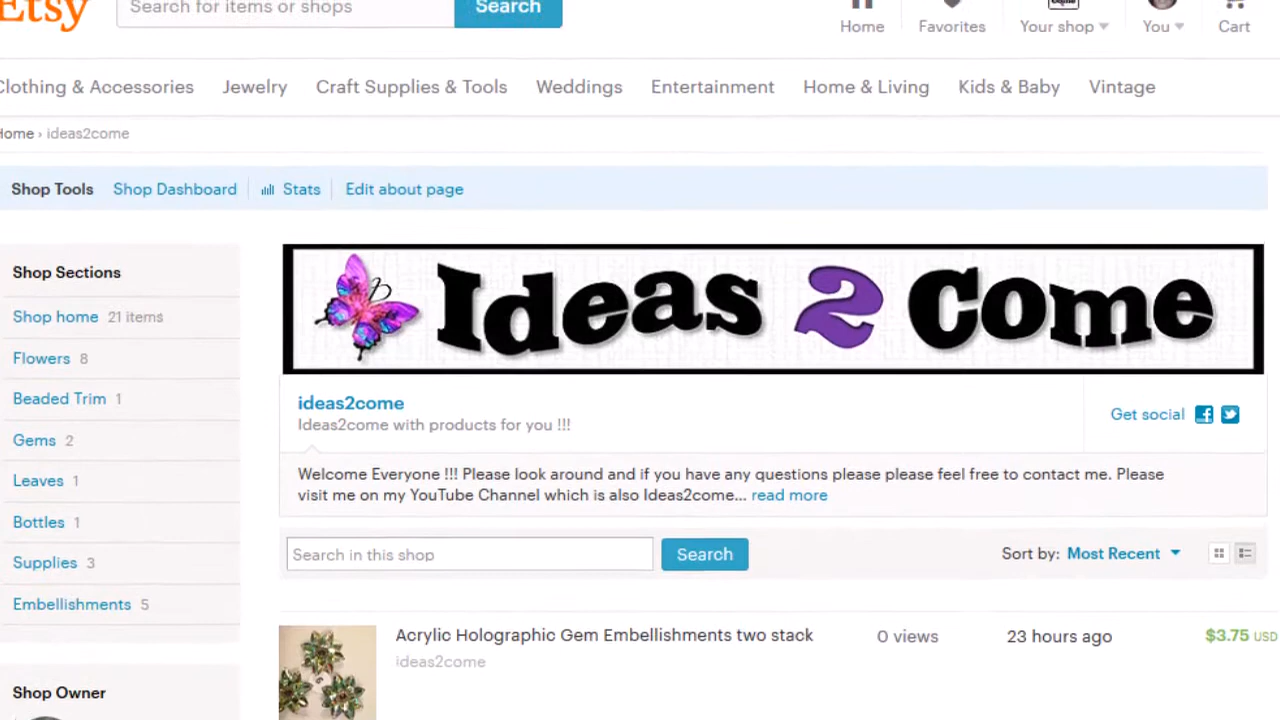 Etsy
Search for items or shops
Search
Home
Favorites
Your shop
You
Cart
Clothing & Accessories
Jewelry
Craft Supplies & Tools
Weddings
Entertainment
Home & Living
Kids & Baby
Vintage
Home › ideas2come
Shop Tools
Shop Dashboard
Stats
Edit about page
Shop Sections
Shop home 21 items
Flowers 8
Beaded Trim 1
Gems 2
Leaves 1
Bottles 1
Supplies 3
Embellishments 5
Shop Owner
Ideas 2 Come
ideas2come
Ideas2come with products for you !!!
Get social
Welcome Everyone !!! Please look around and if you have any questions please please feel free to contact me. Please
visit me on my YouTube Channel which is also Ideas2come... read more
Search in this shop
Search
Sort by: Most Recent
Acrylic Holographic Gem Embellishments two stack
ideas2come
0 views
23 hours ago
$3.75 USD